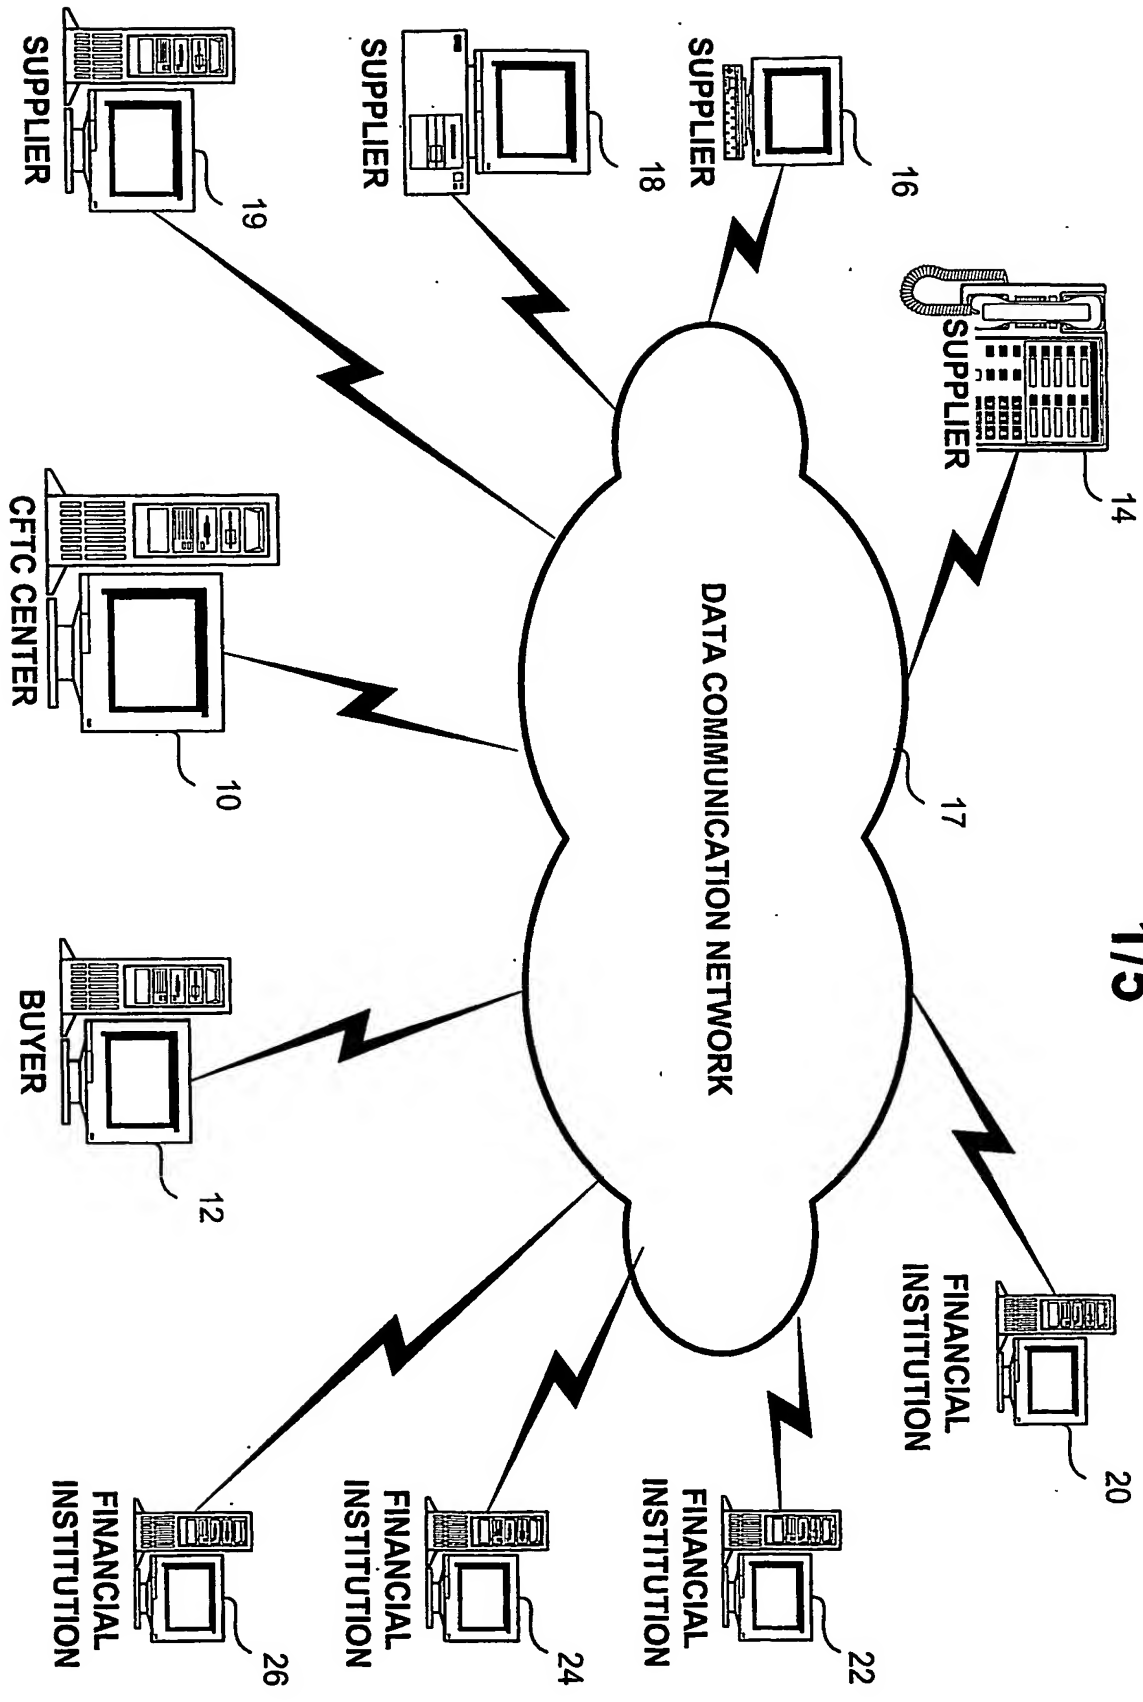 1/5
SUPPLIER
14
SUPPLIER
16
SUPPLIER
18
SUPPLIER
19
DATA COMMUNICATION NETWORK
17
CFTC CENTER
10
BUYER
12
FINANCIAL
INSTITUTION
20
FINANCIAL
INSTITUTION
22
FINANCIAL
INSTITUTION
24
FINANCIAL
INSTITUTION
26